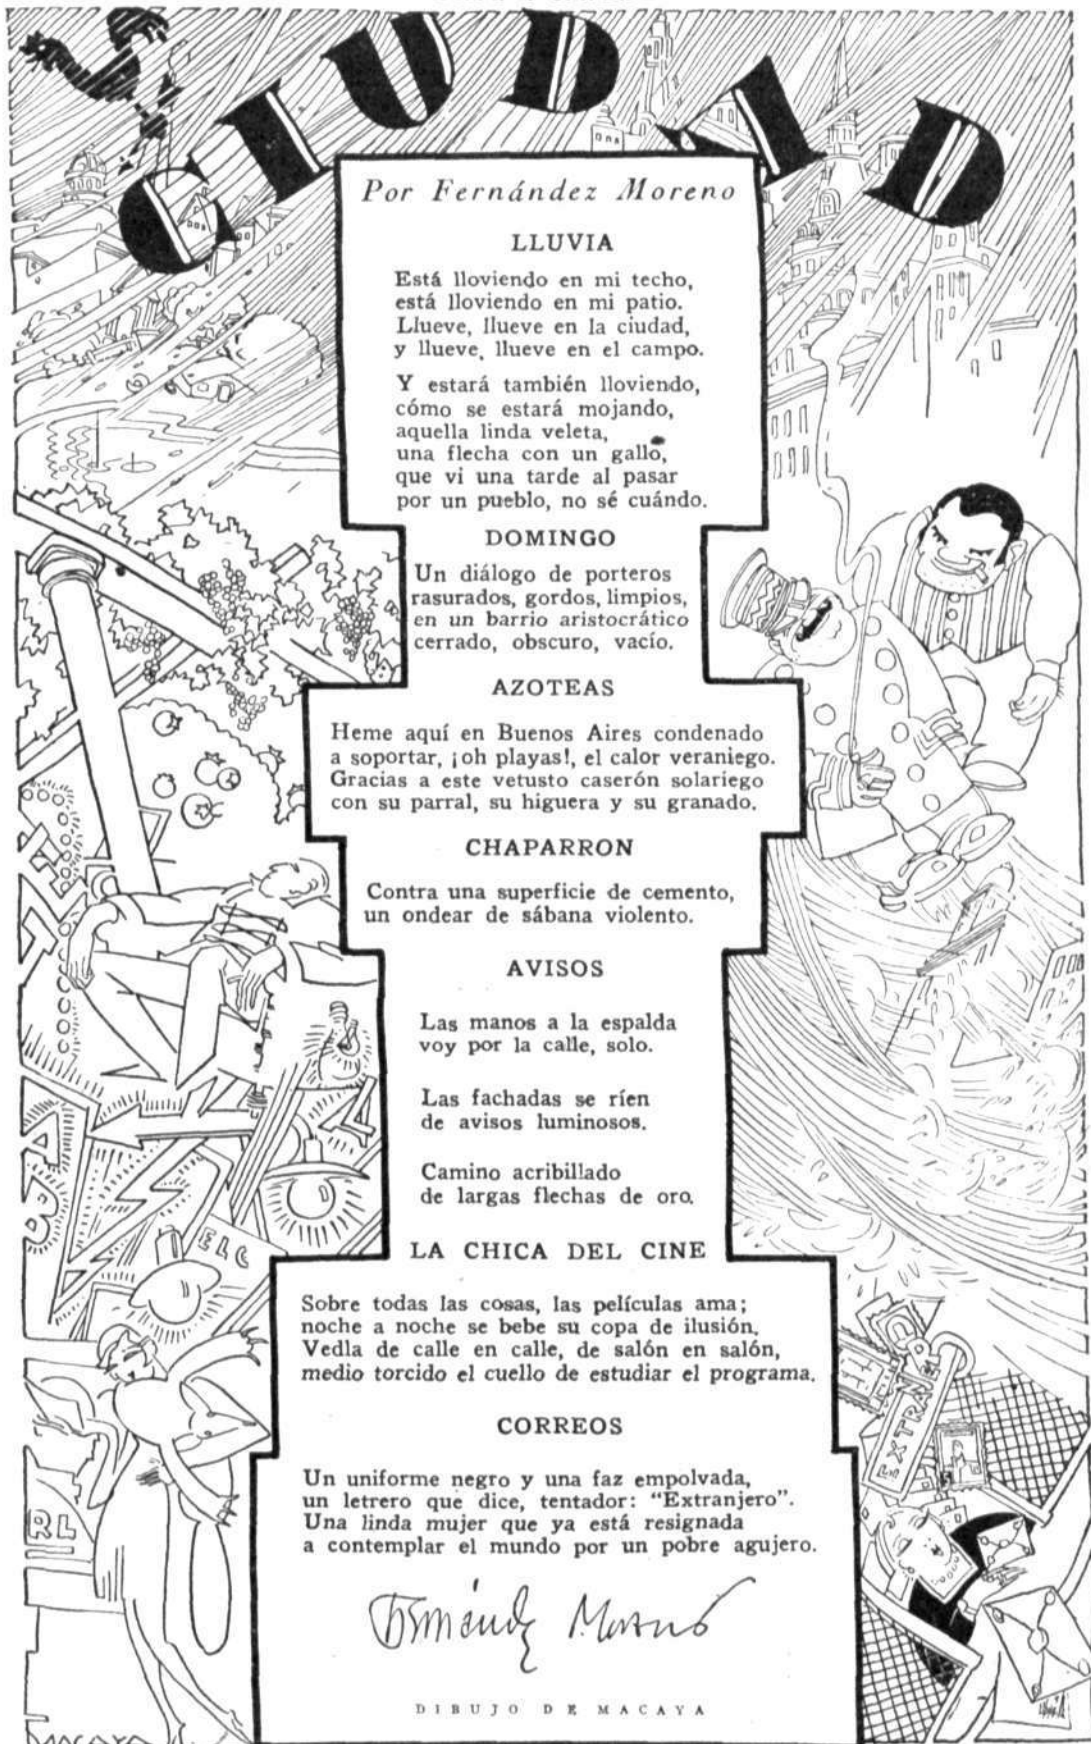 CIUDAD
Por Fernández Moreno
LLUVIA
Está lloviendo en mi techo,
está lloviendo en mi patio.
Llueve, llueve en la ciudad,
y llueve, llueve en el campo.
Y estará también lloviendo,
cómo se estará mojando,
aquella linda veleta,
una flecha con un gallo,
que vi una tarde al pasar
por un pueblo, no sé cuándo.
DOMINGO
Un diálogo de porteros
rasurados, gordos, limpios,
en un barrio aristocrático
cerrado, obscuro, vacío.
AZOTEAS
Heme aquí en Buenos Aires condenado
a soportar, ¡oh playas!, el calor veraniego.
Gracias a este vetusto caserón solariego
con su parral, su higuera y su granado.
CHAPARRON
Contra una superficie de cemento,
un ondear de sábana violento.
AVISOS
Las manos a la espalda
voy por la calle, solo.
Las fachadas se ríen
de avisos luminosos.
Camino acribillado
de largas flechas de oro.
LA CHICA DEL CINE
Sobre todas las cosas, las películas ama;
noche a noche se bebe su copa de ilusión.
Vedla de calle en calle, de salón en salón,
medio torcido el cuello de estudiar el programa.
CORREOS
Un uniforme negro y una faz empolvada,
un letrero que dice, tentador: “Extranjero”.
Una linda mujer que ya está resignada
a contemplar el mundo por un pobre agujero.
Fernández Moreno
DIBUJO DE MACAYA
BAR
ELC
RL
EXTRANJE
MACAYA